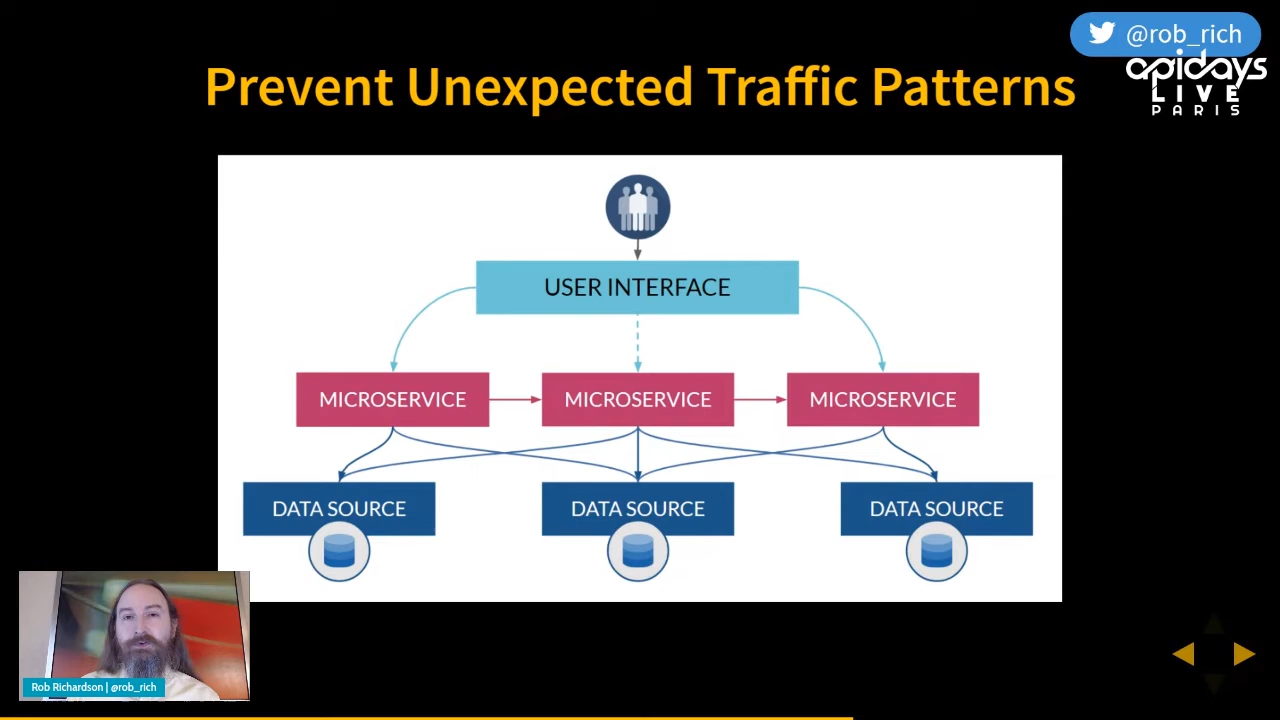 @rob_rich
apidays
LIVE
PARIS
Prevent Unexpected Traffic Patterns
USER INTERFACE
MICROSERVICE
MICROSERVICE
MICROSERVICE
DATA SOURCE
DATA SOURCE
DATA SOURCE
Rob Richardson | @rob_rich